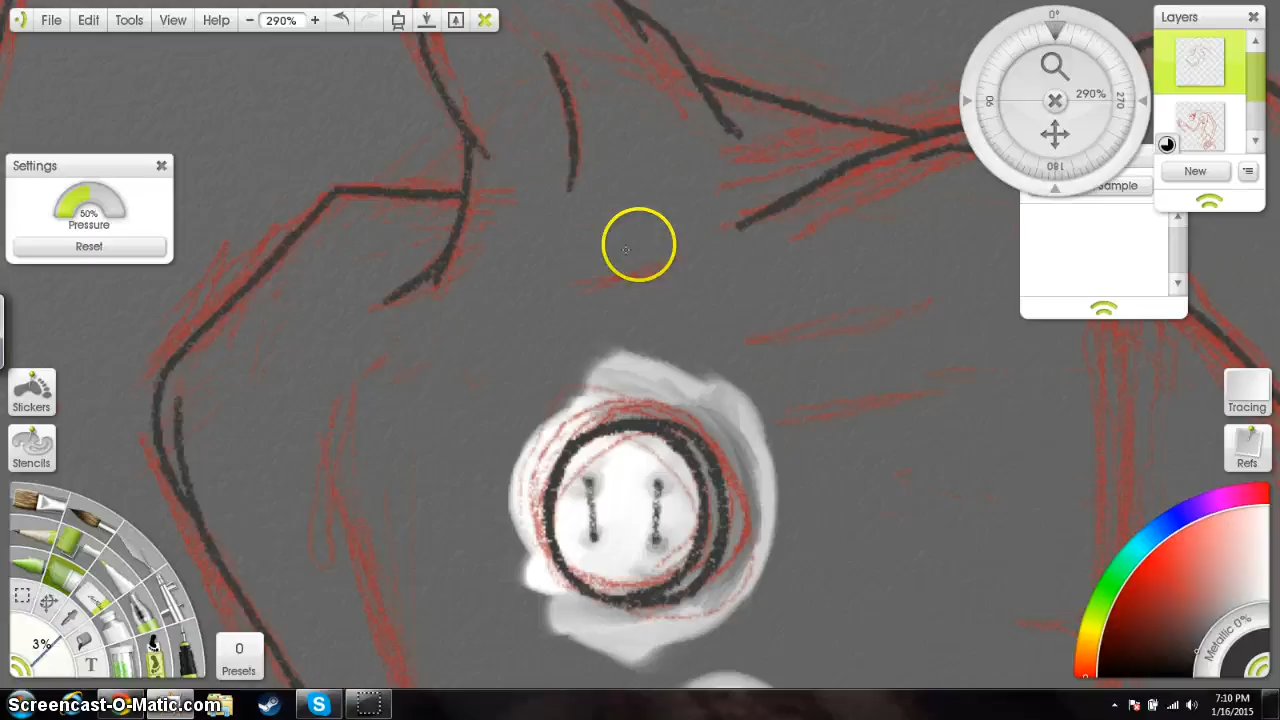 File Edit Tools View Help − 290% +
0°
Layers
290%
90
270
180
Sample
New
Settings
50%
Pressure
Reset
Stickers
Stencils
Tracing
Refs
3%
T
0
Presets
Metallic 0%
Screencast-O-Matic.com
7:10 PM
1/16/2015